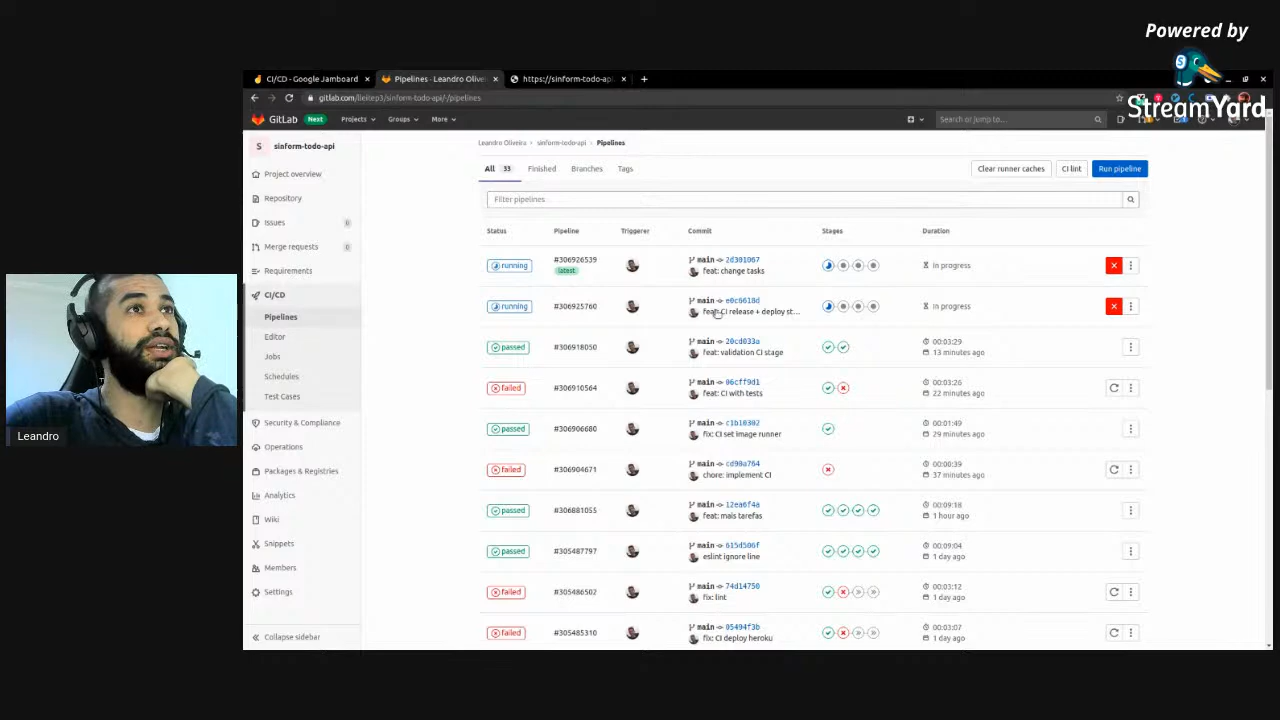 Powered by
StreamYard
CI/CD - Google Jamboard
Pipelines · Leandro Olive
https://sinform-todo-api.
gitlab.com/lleitep3/sinform-todo-api/-/pipelines
GitLab Next Projects Groups More Search or jump to...
S sinform-todo-api
Project overview
Repository
Issues 0
Merge requests 0
Requirements
CI/CD
Pipelines
Editor
Jobs
Schedules
Test Cases
Security & Compliance
Operations
Packages & Registries
Analytics
Wiki
Snippets
Members
Settings
Collapse sidebar
Leandro Oliveira › sinform-todo-api › Pipelines
All 33 Finished Branches Tags Clear runner caches CI lint Run pipeline
Filter pipelines
Status Pipeline Triggerer Commit Stages Duration
running #306926539 main 2d301067 In progress
latest feat: change tasks
running #306925760 main e0c6618d In progress
feat: CI release + deploy st...
passed #306918050 main 20cd033a 00:03:29
feat: validation CI stage 13 minutes ago
failed #306910564 main 06cff9d1 00:03:26
feat: CI with tests 22 minutes ago
passed #306906680 main c1b10302 00:01:49
fix: CI set image runner 29 minutes ago
failed #306904671 main cd90a764 00:00:39
chore: implement CI 37 minutes ago
passed #306881055 main 12ea6f4a 00:09:18
feat: mais tarefas 1 hour ago
passed #305487797 main 615d506f 00:09:04
eslint ignore line 1 day ago
failed #305486502 main 74d14750 00:03:12
fix: lint 1 day ago
failed #305485310 main 05494f3b 00:03:07
fix: CI deploy heroku 1 day ago
Leandro